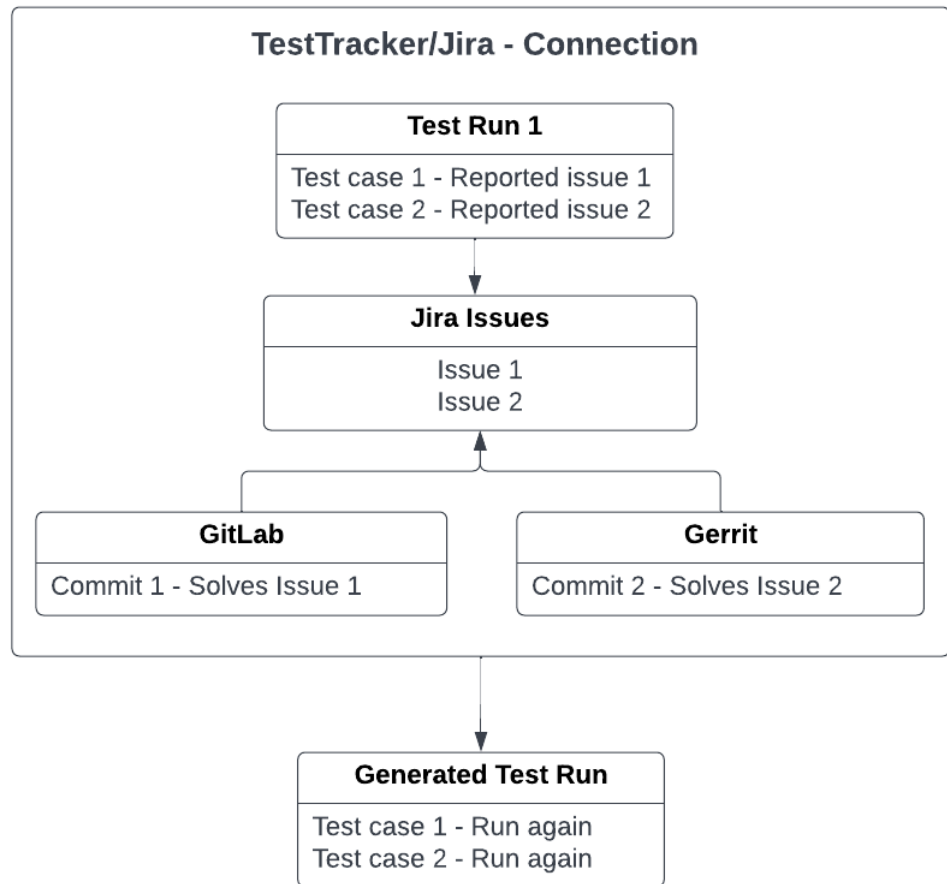 TestTracker/Jira - Connection
Test Run 1
Test case 1 - Reported issue 1
Test case 2 - Reported issue 2
Jira Issues
Issue 1
Issue 2
GitLab
Commit 1 - Solves Issue 1
Gerrit
Commit 2 - Solves Issue 2
Generated Test Run
Test case 1 - Run again
Test case 2 - Run again